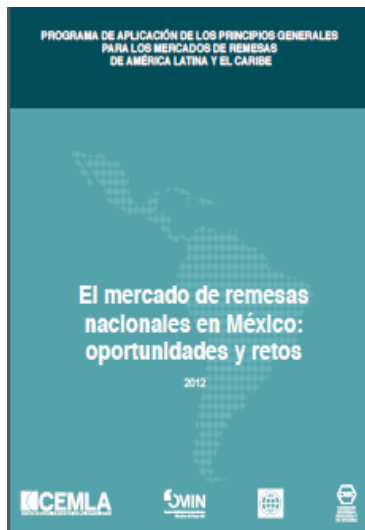 PROGRAMA DE APLICACIÓN DE LOS PRINCIPIOS GENERALES
PARA LOS MERCADOS DE REMESAS
DE AMÉRICA LATINA Y EL CARIBE
El mercado de remesas
nacionales en México:
oportunidades y retos
2012
CEMLA
OMIN